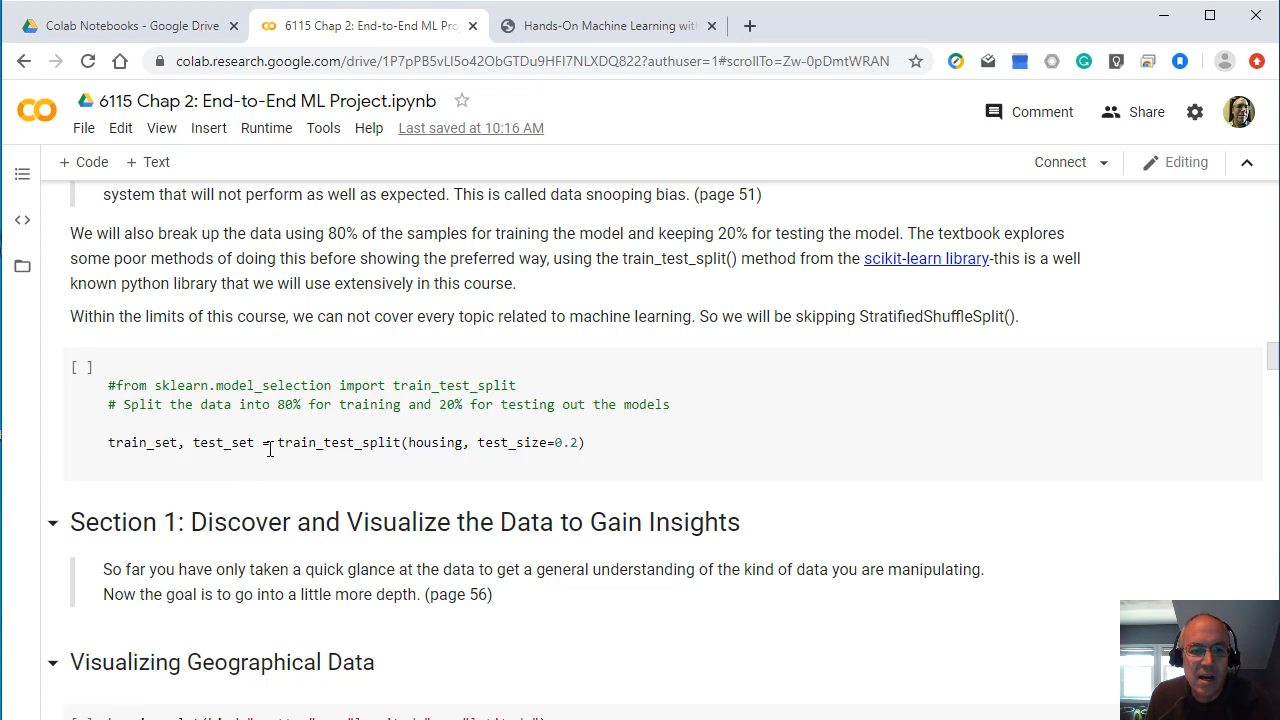 Colab Notebooks - Google Drive
6115 Chap 2: End-to-End ML Pro
Hands-On Machine Learning with
colab.research.google.com/drive/1P7pPB5vLl5o42ObGTDu9HFI7NLXDQ822?authuser=1#scrollTo=Zw-0pDmtWRAN
6115 Chap 2: End-to-End ML Project.ipynb
Comment
Share
File Edit View Insert Runtime Tools Help Last saved at 10:16 AM
+ Code + Text
Connect
Editing
system that will not perform as well as expected. This is called data snooping bias. (page 51)
We will also break up the data using 80% of the samples for training the model and keeping 20% for testing the model. The textbook explores
some poor methods of doing this before showing the preferred way, using the train_test_split() method from the scikit-learn library-this is a well
known python library that we will use extensively in this course.
Within the limits of this course, we can not cover every topic related to machine learning. So we will be skipping StratifiedShuffleSplit().
[ ]
#from sklearn.model_selection import train_test_split
# Split the data into 80% for training and 20% for testing out the models
train_set, test_set = train_test_split(housing, test_size=0.2)
Section 1: Discover and Visualize the Data to Gain Insights
So far you have only taken a quick glance at the data to get a general understanding of the kind of data you are manipulating.
Now the goal is to go into a little more depth. (page 56)
Visualizing Geographical Data